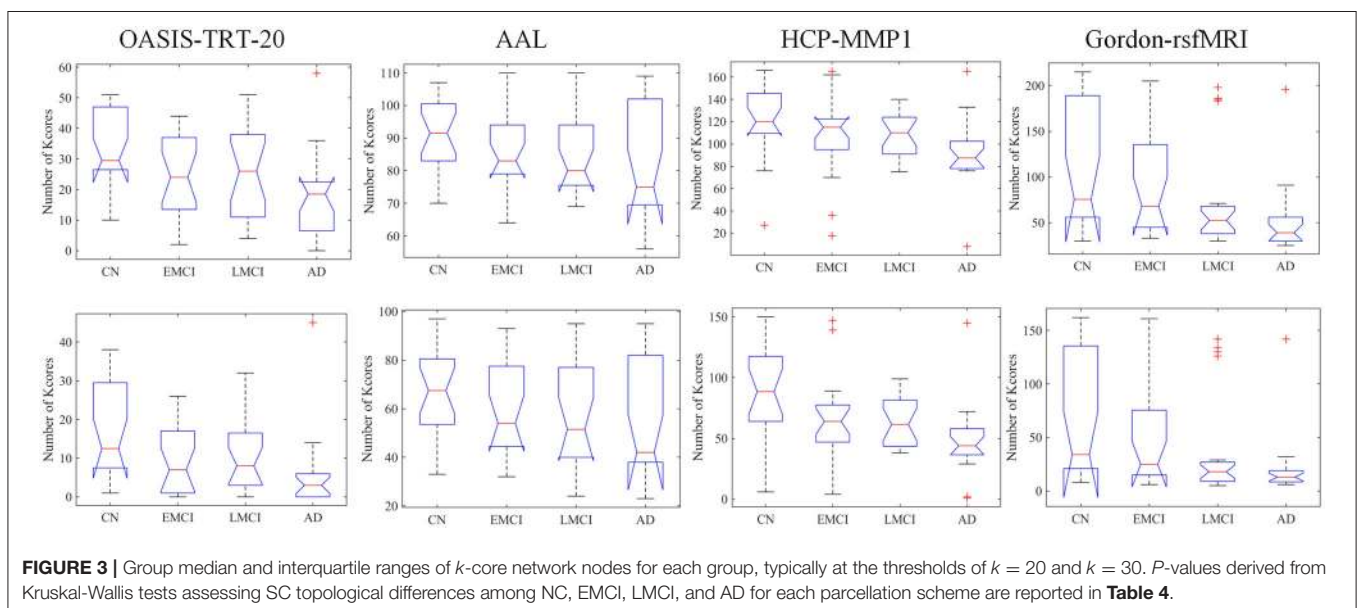 OASIS-TRT-20
AAL
HCP-MMP1
Gordon-rsfMRI
Number of Kcores
60
50
40
30
20
10
0
CN EMCI LMCI AD
Number of Kcores
110
100
90
80
70
60
CN EMCI LMCI AD
Number of Kcores
160
140
120
100
80
60
40
20
CN EMCI LMCI AD
Number of Kcores
200
150
100
50
CN EMCI LMCI AD
Number of Kcores
40
30
20
10
0
CN EMCI LMCI AD
Number of Kcores
100
80
60
40
20
CN EMCI LMCI AD
Number of Kcores
150
100
50
0
CN EMCI LMCI AD
Number of Kcores
150
100
50
0
CN EMCI LMCI AD
FIGURE 3 | Group median and interquartile ranges of k-core network nodes for each group, typically at the thresholds of k = 20 and k = 30. P-values derived from
Kruskal-Wallis tests assessing SC topological differences among NC, EMCI, LMCI, and AD for each parcellation scheme are reported in Table 4.